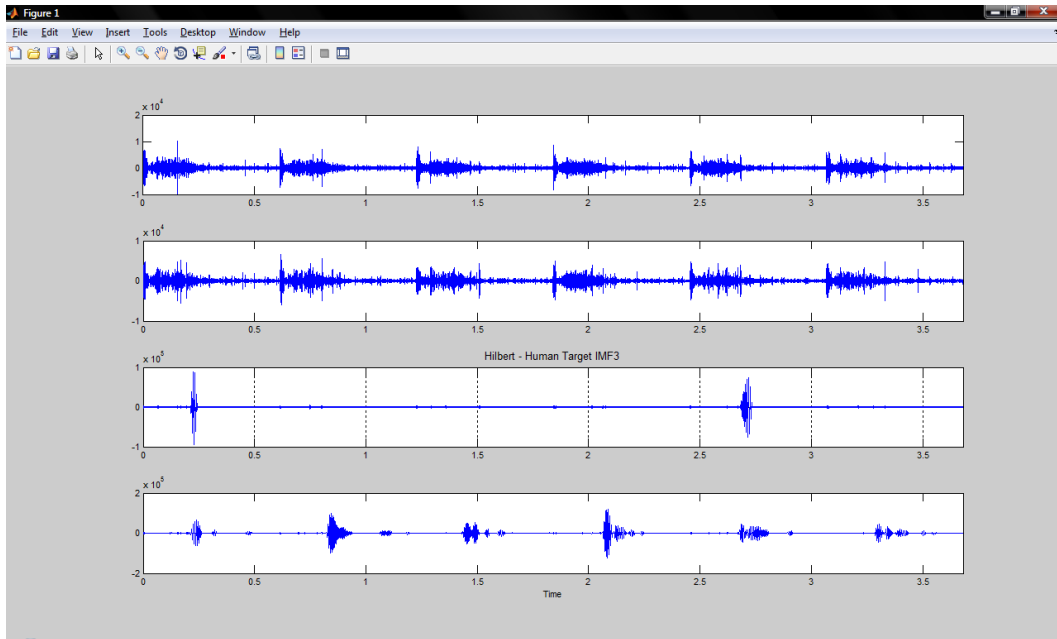 Figure 1
File Edit View Insert Tools Desktop Window Help
x 10^4
2
1
0
-1
0 0.5 1 1.5 2 2.5 3 3.5
x 10^4
1
0
-1
0 0.5 1 1.5 2 2.5 3 3.5
Hilbert - Human Target IMF3
x 10^5
1
0
-1
0 0.5 1 1.5 2 2.5 3 3.5
x 10^5
2
0
-2
0 0.5 1 1.5 2 2.5 3 3.5
Time